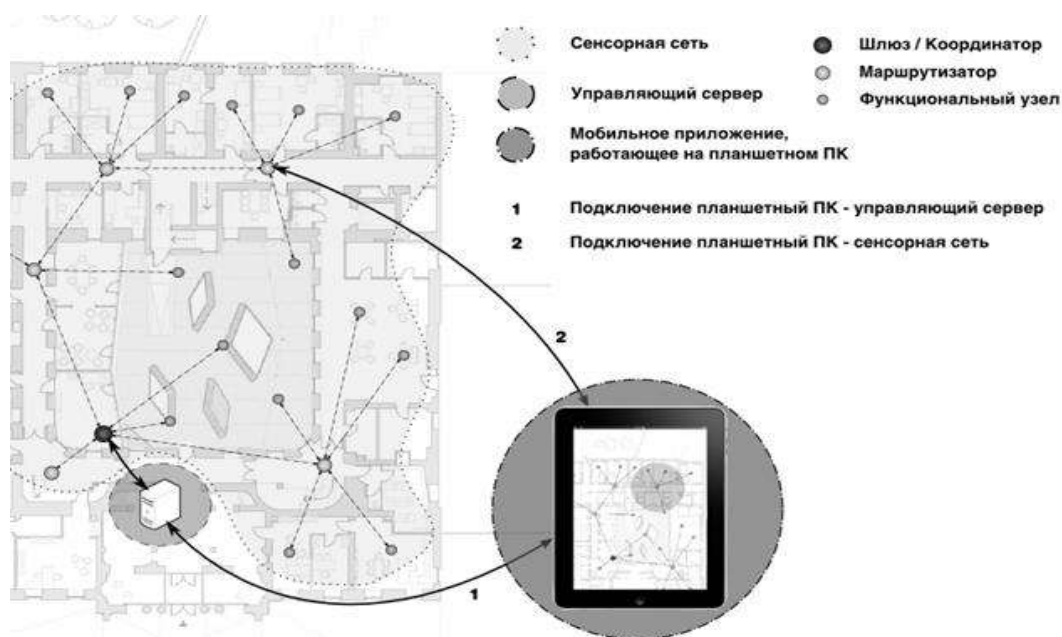 Сенсорная сеть
Управляющий сервер
Мобильное приложение,
работающее на планшетном ПК
Шлюз / Координатор
Маршрутизатор
Функциональный узел
1 Подключение планшетный ПК - управляющий сервер
2 Подключение планшетный ПК - сенсорная сеть
2
1